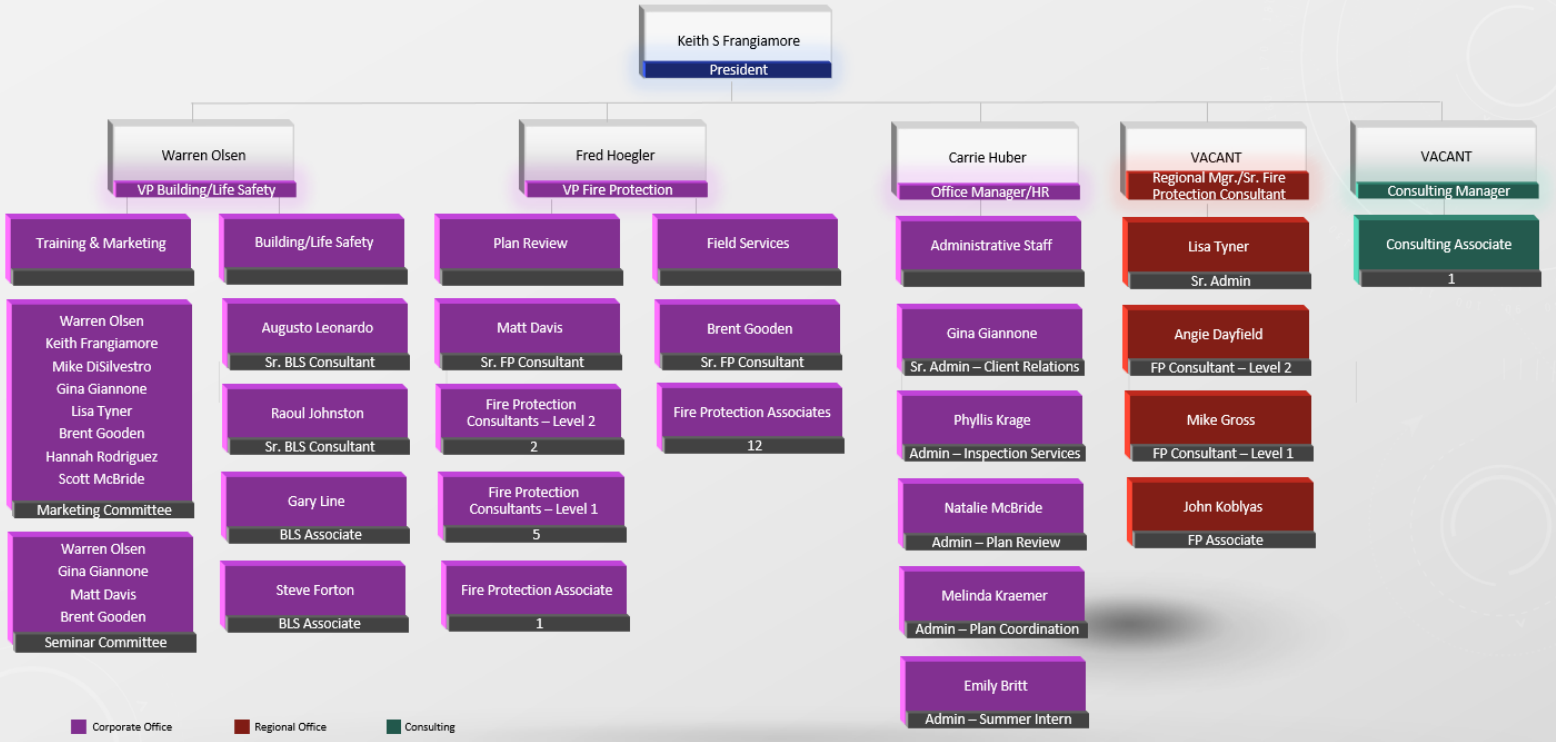 Keith S Frangiamore
President
Warren Olsen
VP Building/Life Safety
Fred Hoegler
VP Fire Protection
Carrie Huber
Office Manager/HR
VACANT
Regional Mgr./Sr. Fire
Protection Consultant
VACANT
Consulting Manager
Training & Marketing
Warren Olsen
Keith Frangiamore
Mike DiSilvestro
Gina Giannone
Lisa Tyner
Brent Gooden
Hannah Rodriguez
Scott McBride
Marketing Committee
Warren Olsen
Gina Giannone
Matt Davis
Brent Gooden
Seminar Committee
Building/Life Safety
Augusto Leonardo
Sr. BLS Consultant
Raoul Johnston
Sr. BLS Consultant
Gary Line
BLS Associate
Steve Forton
BLS Associate
Plan Review
Matt Davis
Sr. FP Consultant
Fire Protection
Consultants – Level 2
2
Fire Protection
Consultants – Level 1
5
Fire Protection Associate
1
Field Services
Brent Gooden
Sr. FP Consultant
Fire Protection Associates
12
Administrative Staff
Gina Giannone
Sr. Admin – Client Relations
Phyllis Krage
Admin – Inspection Services
Natalie McBride
Admin – Plan Review
Melinda Kraemer
Admin – Plan Coordination
Emily Britt
Admin – Summer Intern
Lisa Tyner
Sr. Admin
Angie Dayfield
FP Consultant – Level 2
Mike Gross
FP Consultant – Level 1
John Koblyas
FP Associate
Consulting Associate
1
Corporate Office
Regional Office
Consulting